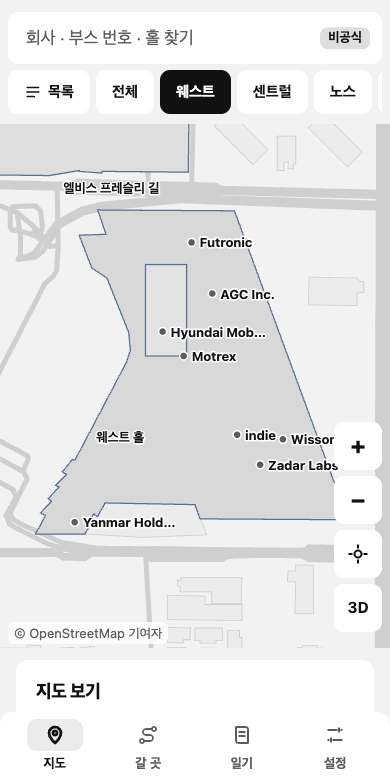 회사 · 부스 번호 · 홀 찾기
비공식
목록
전체
웨스트
센트럴
노스
엘비스 프레슬리 길
Futronic
AGC Inc.
Hyundai Mob...
Motrex
웨스트 홀
indie
Wissor
Zadar Labs
Yanmar Hold...
+
−
3D
© OpenStreetMap 기여자
지도 보기
지도
갈 곳
일기
설정